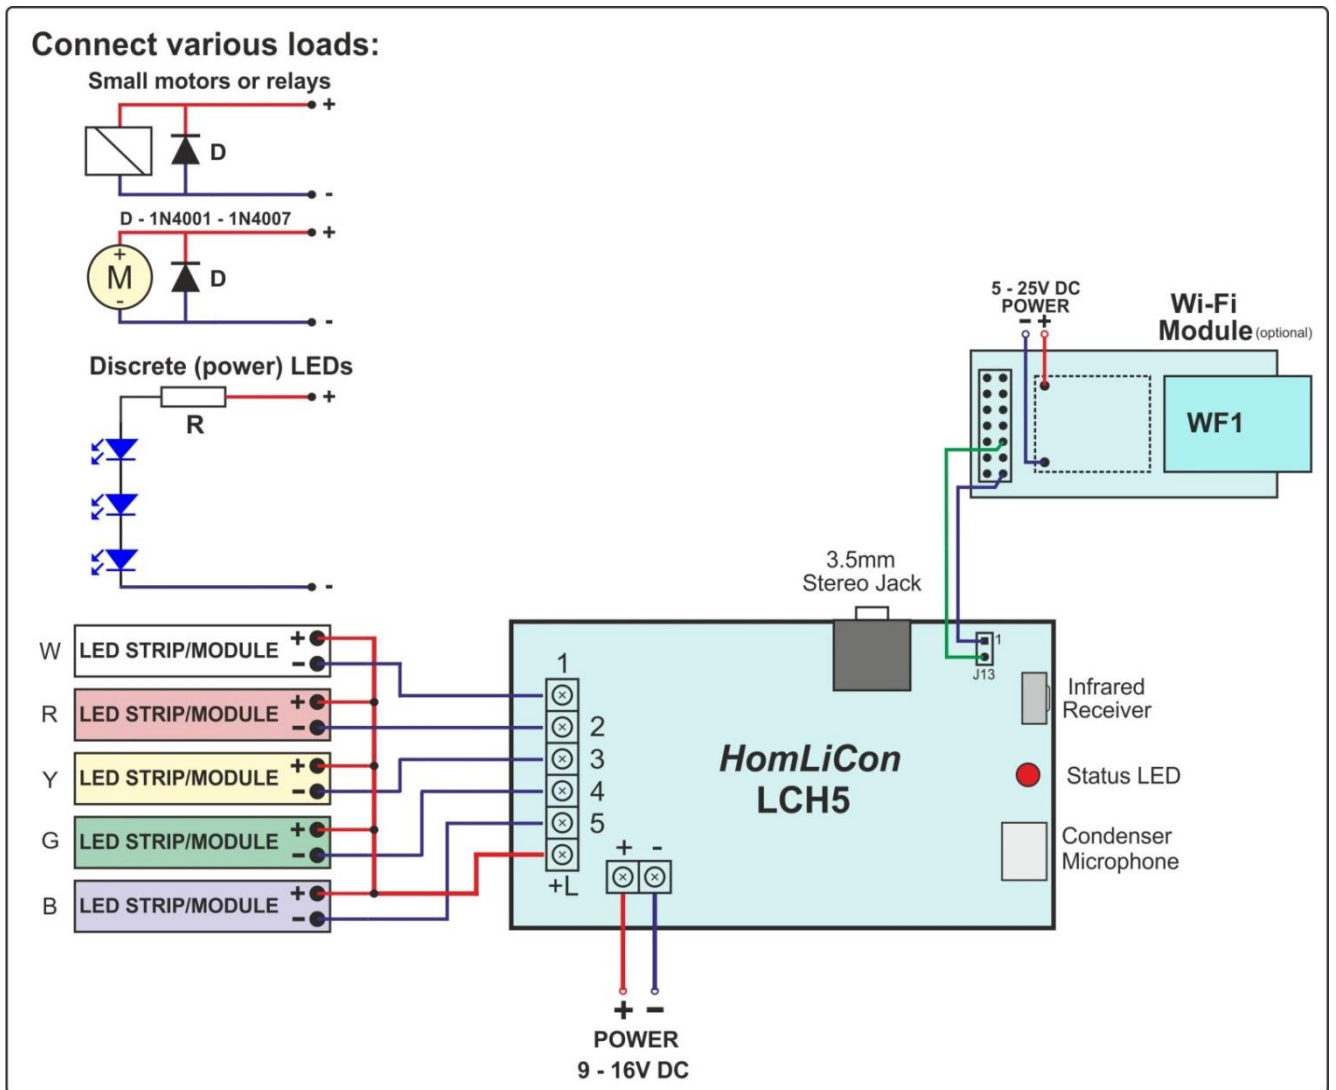 Connect various loads:
Small motors or relays
+
D
-
D - 1N4001 - 1N4007
+
+
M
-
D
-
Discrete (power) LEDs
+
R
-
5 - 25V DC
POWER
- +
Wi-Fi
Module (optional)
WF1
3.5mm
Stereo Jack
1
J13
Infrared
Receiver
Status LED
Condenser
Microphone
HomLiCon
LCH5
W LED STRIP/MODULE + -
R LED STRIP/MODULE + -
Y LED STRIP/MODULE + -
G LED STRIP/MODULE + -
B LED STRIP/MODULE + -
1
2
3
4
5
+L
+ -
+ -
POWER
9 - 16V DC